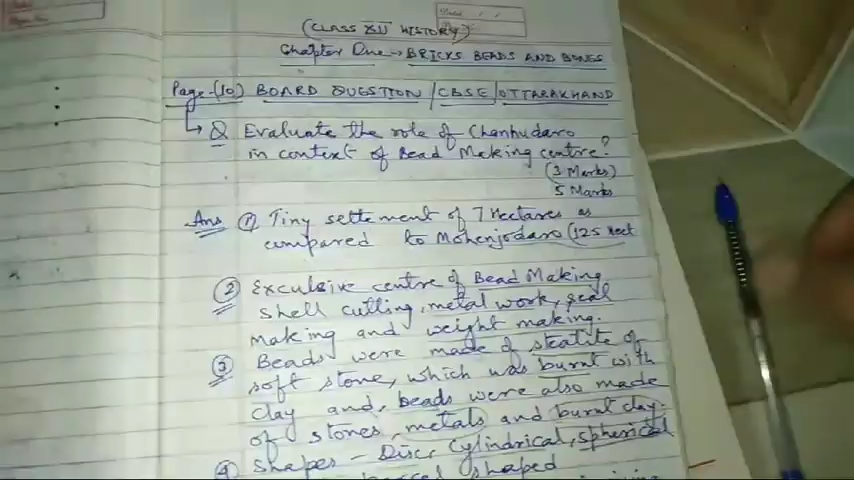 (CLASS XII HISTORY)
Chapter One → BRICKS BEADS AND BONES
Page-(10) BOARD QUESTION/CBSE/OTTARAKHAND
Q Evaluate the role of Chanhudaro
in context of Bead Making centre?
(3 Marks)
5 Marks
Ans ① Tiny settement of 7 Hectares as
compared to Mohenjodaro (125 Hect
② Exculsive centre of Bead Making
shell cutting, metal work, seal
making and weight making.
③ Beads were made of steatite or
soft stone, which was burnt with
clay and, beads were also made
of stones, metals and burnt clay.
④ Shapes - Disc, Cylindrical, spherical
shaped